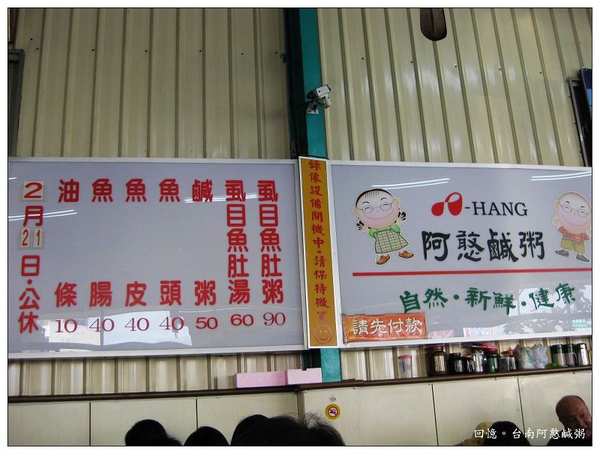 2月21日·公休
油條 10
魚腸 40
魚皮 40
魚頭 40
鹹粥 50
虱目魚肚湯 60
虱目魚肚粥 90
錄像設備開機中·請保持微笑
A-HANG
阿憨鹹粥
自然·新鮮·健康
請先付款
回憶。台南阿憨鹹粥